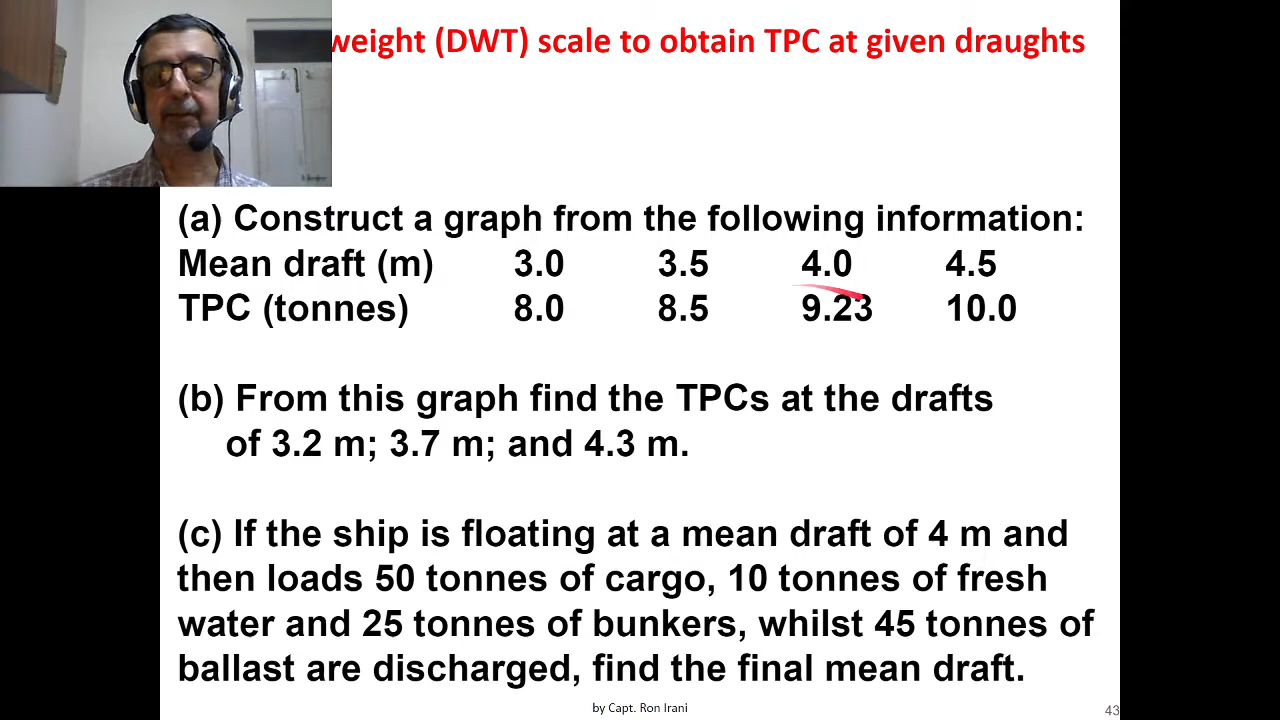 weight (DWT) scale to obtain TPC at given draughts
(a) Construct a graph from the following information:
Mean draft (m) 3.0 3.5 4.0 4.5
TPC (tonnes) 8.0 8.5 9.23 10.0
(b) From this graph find the TPCs at the drafts
of 3.2 m; 3.7 m; and 4.3 m.
(c) If the ship is floating at a mean draft of 4 m and
then loads 50 tonnes of cargo, 10 tonnes of fresh
water and 25 tonnes of bunkers, whilst 45 tonnes of
ballast are discharged, find the final mean draft.
by Capt. Ron Irani
43